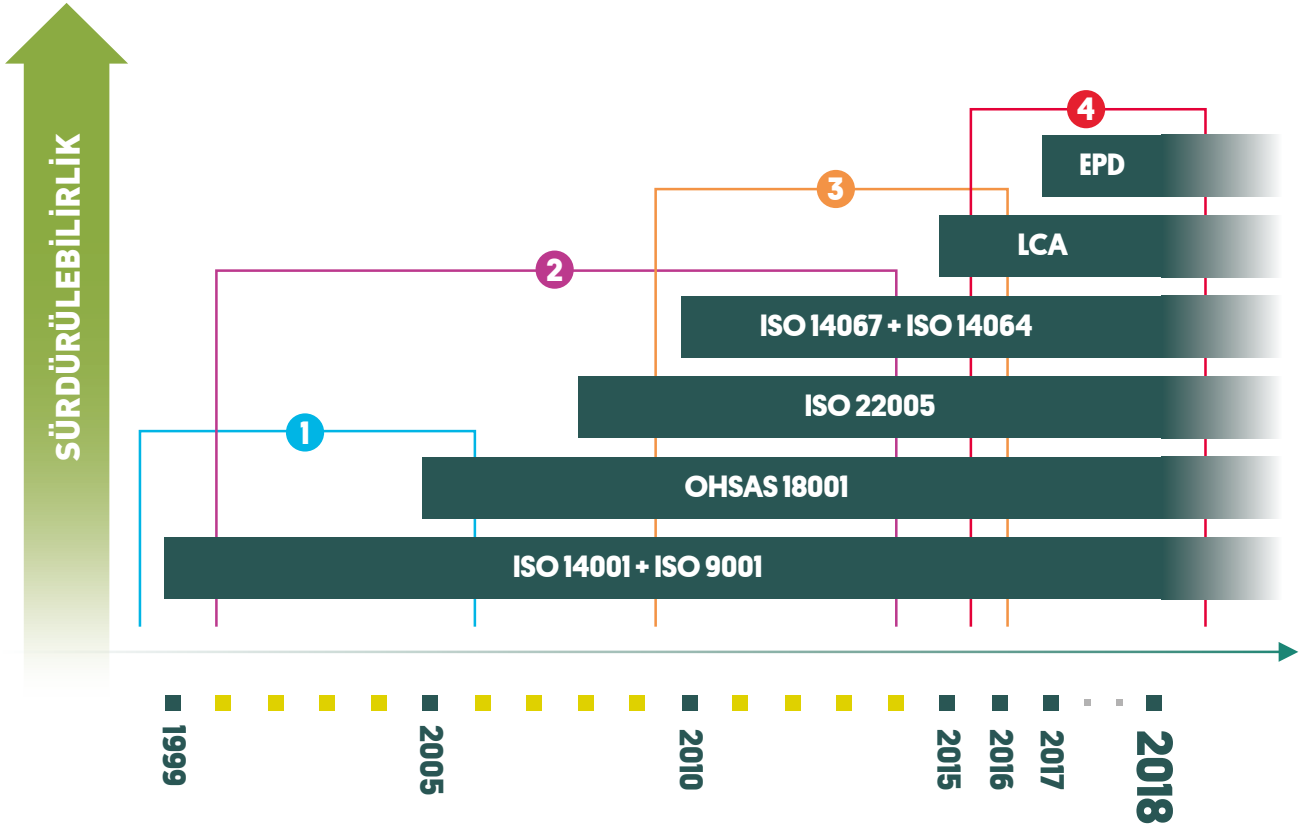 SÜRDÜRÜLEBİLİRLİK
4
EPD
3
LCA
2
ISO 14067 + ISO 14064
ISO 22005
1
OHSAS 18001
ISO 14001 + ISO 9001
1999
2005
2010
2015
2016
2017
2018